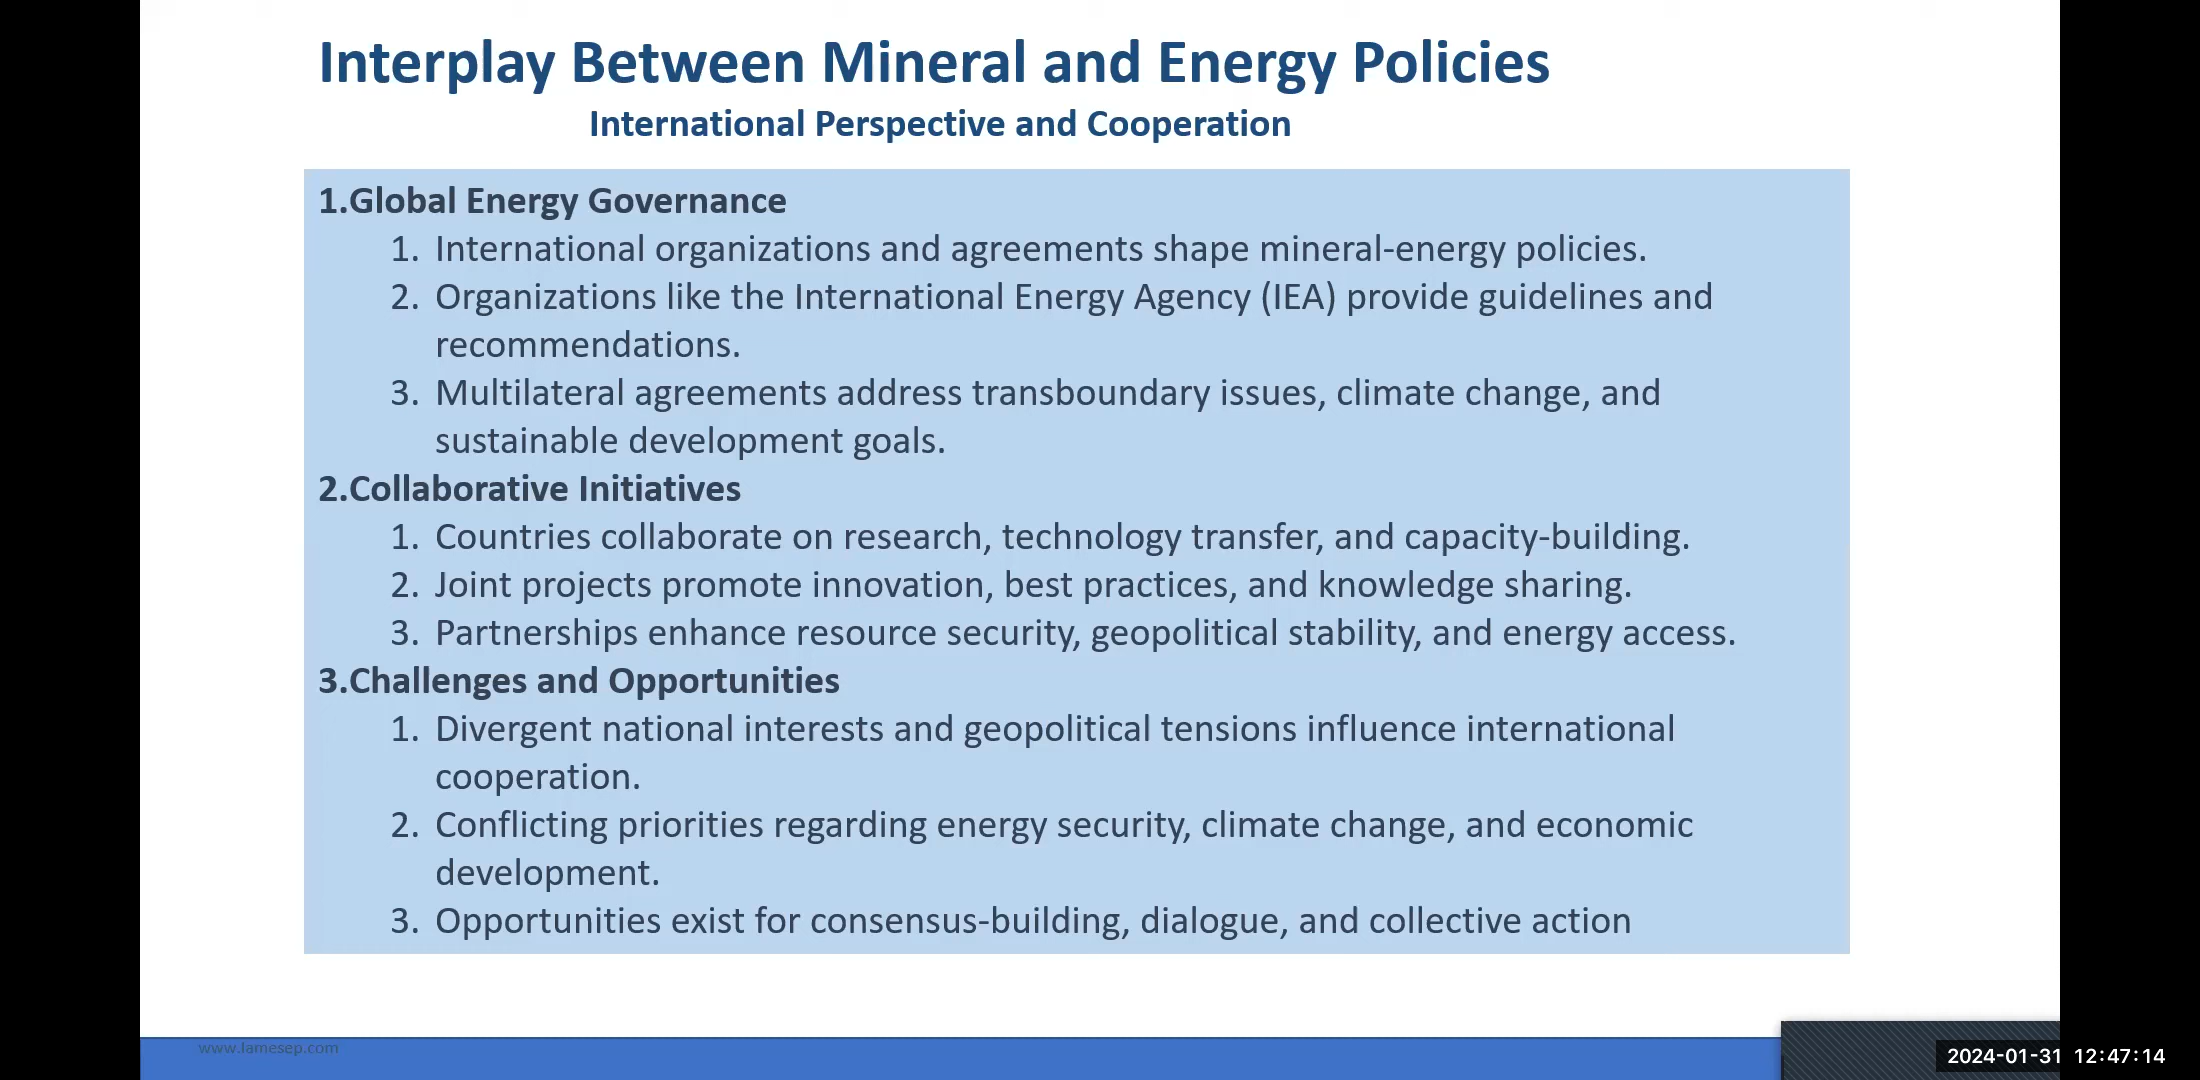 Interplay Between Mineral and Energy Policies
International Perspective and Cooperation
1.Global Energy Governance
1. International organizations and agreements shape mineral-energy policies.
2. Organizations like the International Energy Agency (IEA) provide guidelines and
recommendations.
3. Multilateral agreements address transboundary issues, climate change, and
sustainable development goals.
2.Collaborative Initiatives
1. Countries collaborate on research, technology transfer, and capacity-building.
2. Joint projects promote innovation, best practices, and knowledge sharing.
3. Partnerships enhance resource security, geopolitical stability, and energy access.
3.Challenges and Opportunities
1. Divergent national interests and geopolitical tensions influence international
cooperation.
2. Conflicting priorities regarding energy security, climate change, and economic
development.
3. Opportunities exist for consensus-building, dialogue, and collective action
www.lamesep.com
2024-01-31 12:47:14